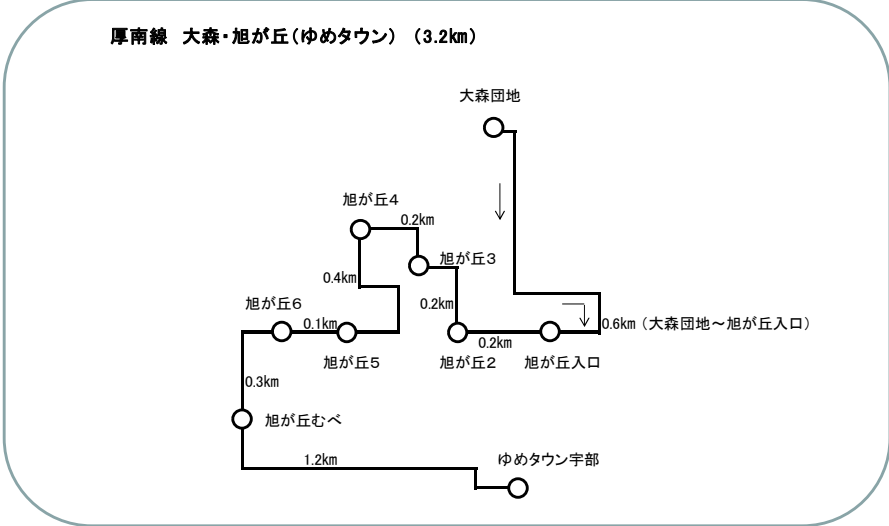 厚南線 大森・旭が丘(ゆめタウン) (3.2km)
大森団地
旭が丘4
0.2km
旭が丘3
0.4km
旭が丘6
0.2km
0.1km
0.6km (大森団地~旭が丘入口)
0.2km
旭が丘5
旭が丘2
旭が丘入口
0.3km
旭が丘むべ
1.2km
ゆめタウン宇部